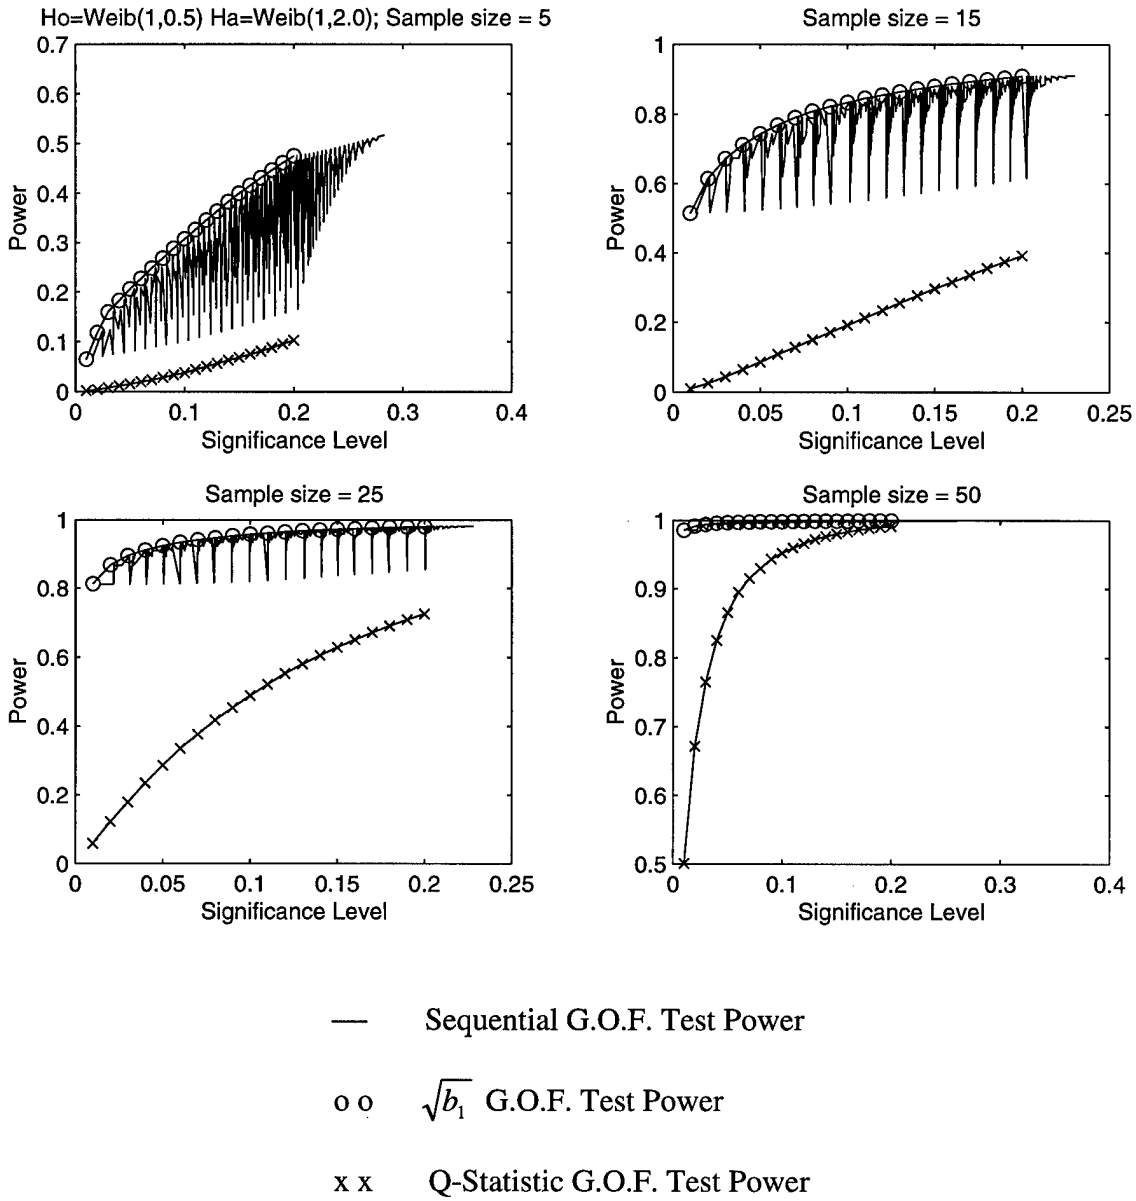 Ho=Weib(1,0.5) Ha=Weib(1,2.0); Sample size = 5
0.7
0.6
0.5
0.4
0.3
0.2
0.1
0
Power
0 0.1 0.2 0.3 0.4
Significance Level
Sample size = 15
1
0.8
0.6
0.4
0.2
0
Power
0 0.05 0.1 0.15 0.2 0.25
Significance Level
Sample size = 25
1
0.8
0.6
0.4
0.2
0
Power
0 0.05 0.1 0.15 0.2 0.25
Significance Level
Sample size = 50
1
0.9
0.8
0.7
0.6
0.5
Power
0 0.1 0.2 0.3 0.4
Significance Level
— Sequential G.O.F. Test Power
o o √b₁ G.O.F. Test Power
x x Q-Statistic G.O.F. Test Power